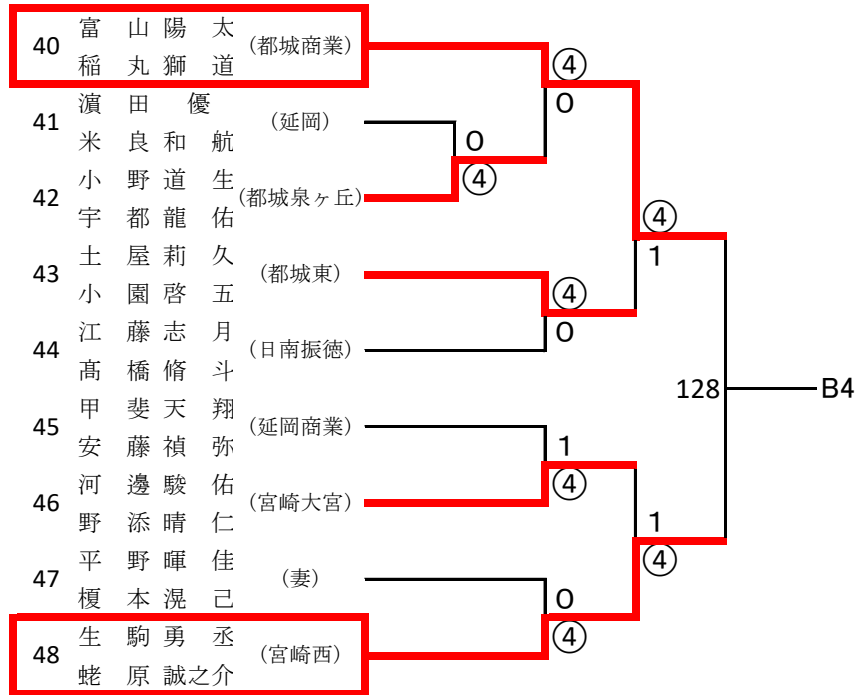 富山陽太
40 (都城商業)
稲丸獅道
④
0
濵田優
41 (延岡)
米良和航
0
④
小野道生
42 (都城泉ヶ丘)
宇都龍佑
④
1
土屋莉久
43 (都城東)
小園啓五
④
0
江藤志月
44 (日南振徳)
髙橋脩斗
128 B4
甲斐天翔
45 (延岡商業)
安藤禎弥
1
④
河邊駿佑
46 (宮崎大宮)
野添晴仁
1
④
平野暉佳
47 (妻)
榎本滉己
0
④
生駒勇丞
48 (宮崎西)
蛯原誠之介